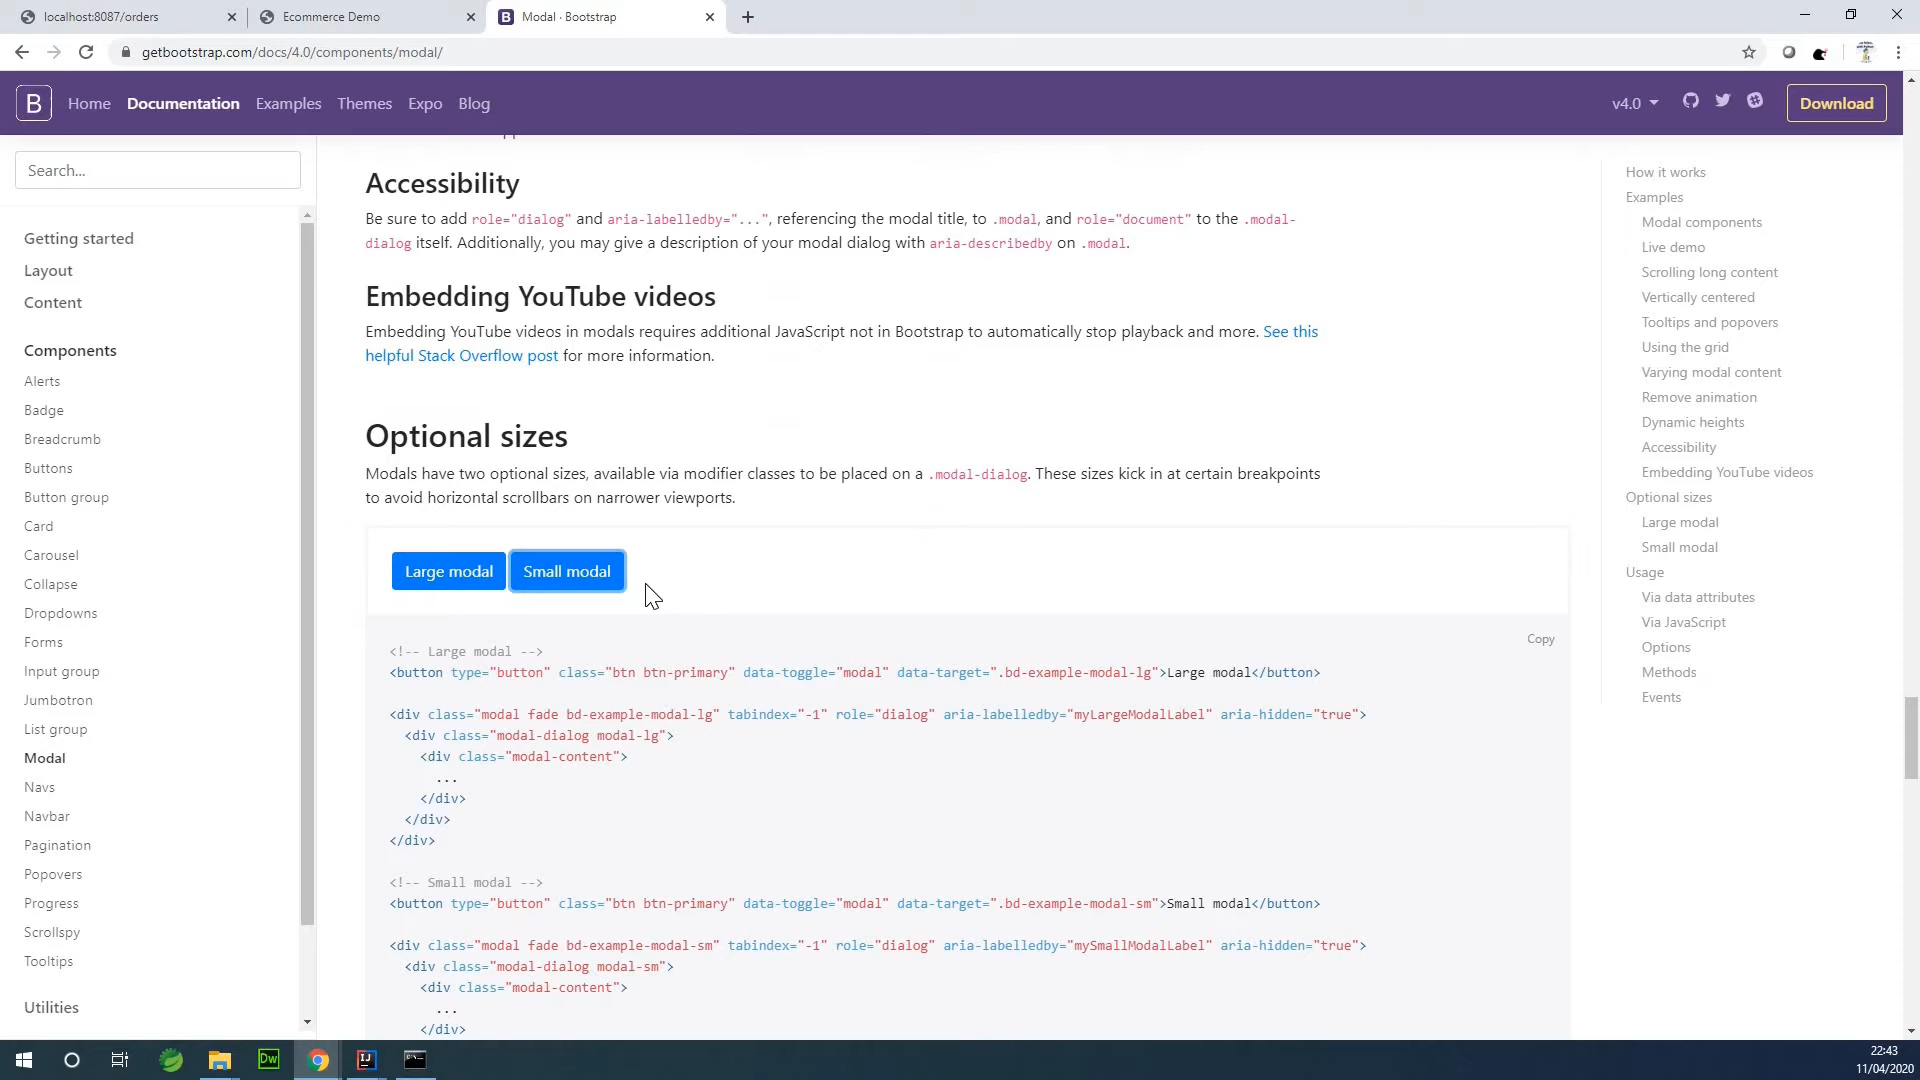 localhost:8087/orders
Ecommerce Demo
Modal · Bootstrap
getbootstrap.com/docs/4.0/components/modal/
B
Home Documentation Examples Themes Expo Blog
v4.0
Download
Search...
Getting started
Layout
Content
Components
Alerts
Badge
Breadcrumb
Buttons
Button group
Card
Carousel
Collapse
Dropdowns
Forms
Input group
Jumbotron
List group
Modal
Navs
Navbar
Pagination
Popovers
Progress
Scrollspy
Tooltips
Utilities
Accessibility
Be sure to add role="dialog" and aria-labelledby="...", referencing the modal title, to .modal, and role="document" to the .modal-
dialog itself. Additionally, you may give a description of your modal dialog with aria-describedby on .modal.
Embedding YouTube videos
Embedding YouTube videos in modals requires additional JavaScript not in Bootstrap to automatically stop playback and more. See this
helpful Stack Overflow post for more information.
Optional sizes
Modals have two optional sizes, available via modifier classes to be placed on a .modal-dialog. These sizes kick in at certain breakpoints
to avoid horizontal scrollbars on narrower viewports.
Large modal
Small modal
Copy
<!-- Large modal -->
<button type="button" class="btn btn-primary" data-toggle="modal" data-target=".bd-example-modal-lg">Large modal</button>
<div class="modal fade bd-example-modal-lg" tabindex="-1" role="dialog" aria-labelledby="myLargeModalLabel" aria-hidden="true">
<div class="modal-dialog modal-lg">
<div class="modal-content">
...
</div>
</div>
</div>
<!-- Small modal -->
<button type="button" class="btn btn-primary" data-toggle="modal" data-target=".bd-example-modal-sm">Small modal</button>
<div class="modal fade bd-example-modal-sm" tabindex="-1" role="dialog" aria-labelledby="mySmallModalLabel" aria-hidden="true">
<div class="modal-dialog modal-sm">
<div class="modal-content">
...
</div>
How it works
Examples
Modal components
Live demo
Scrolling long content
Vertically centered
Tooltips and popovers
Using the grid
Varying modal content
Remove animation
Dynamic heights
Accessibility
Embedding YouTube videos
Optional sizes
Large modal
Small modal
Usage
Via data attributes
Via JavaScript
Options
Methods
Events
Dw
IJ
22:43
11/04/2020